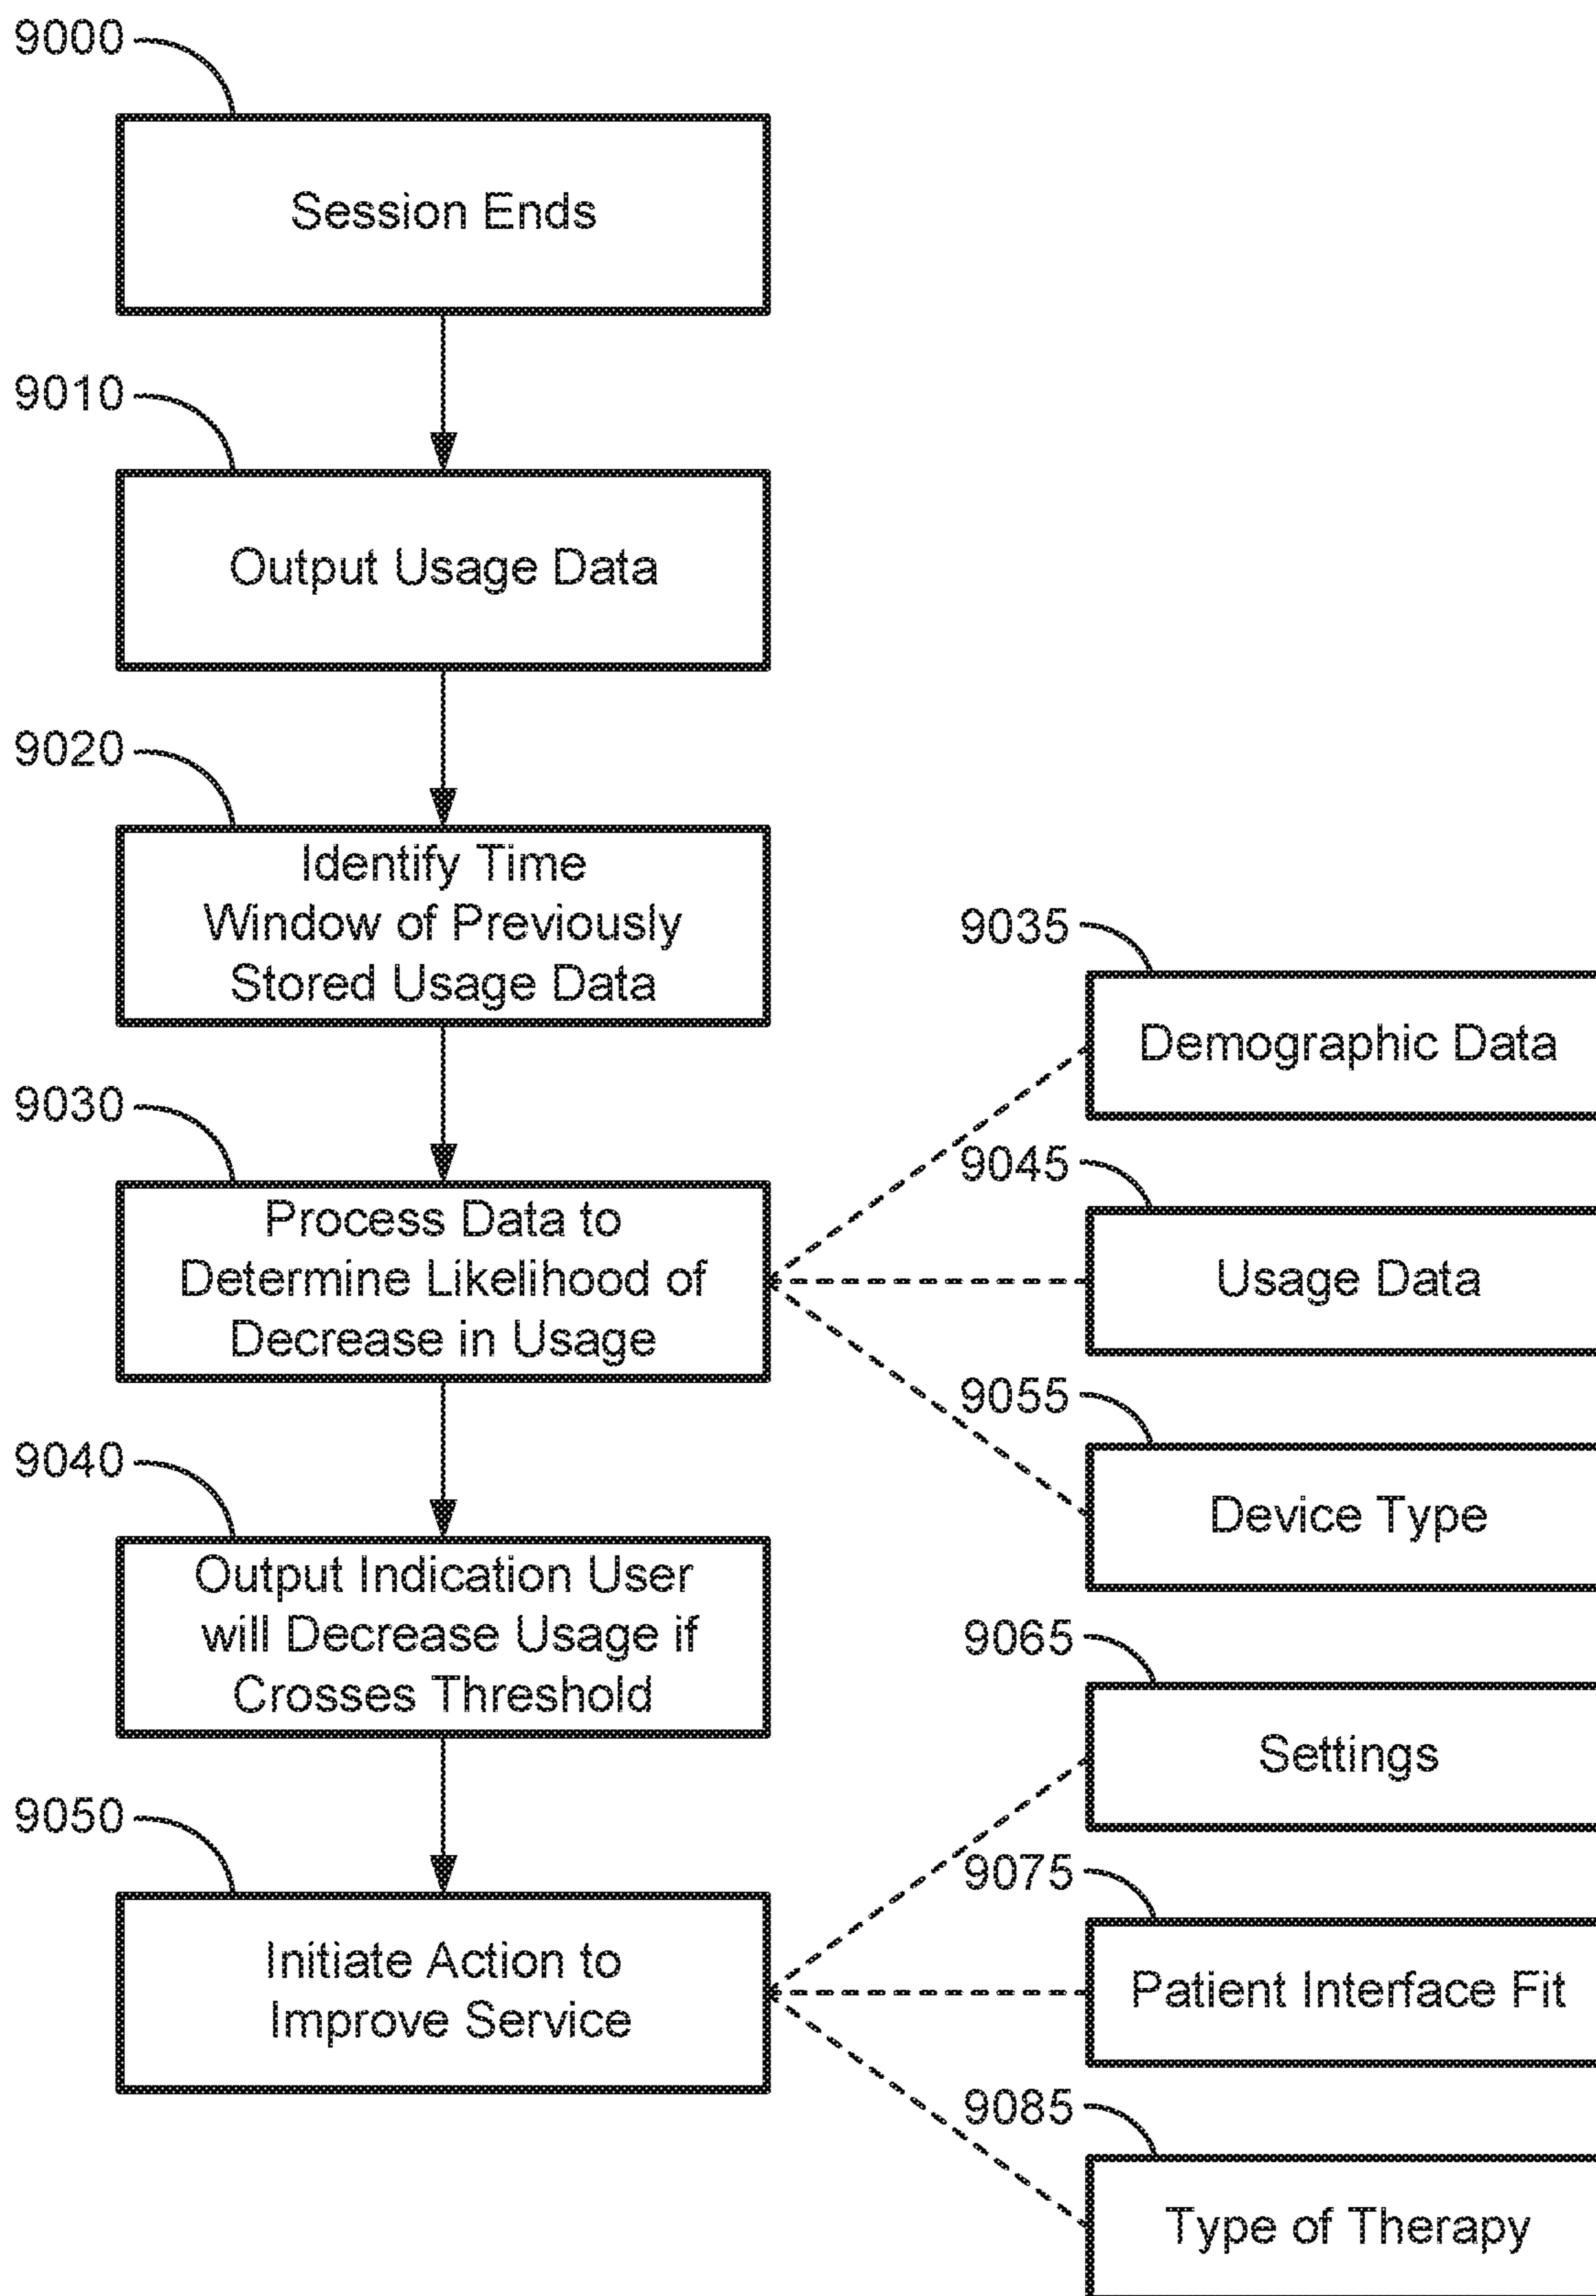 9000
Session Ends
9010
Output Usage Data
9020
Identify Time
Window of Previously
Stored Usage Data
9030
Process Data to
Determine Likelihood of
Decrease in Usage
9035
Demographic Data
9045
Usage Data
9055
Device Type
9040
Output Indication User
will Decrease Usage if
Crosses Threshold
9050
Initiate Action to
Improve Service
9065
Settings
9075
Patient Interface Fit
9085
Type of Therapy